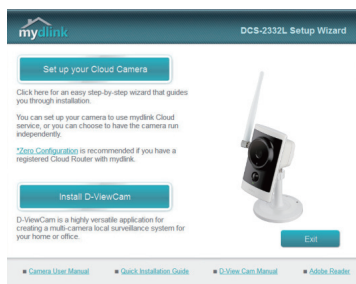 mydlink
DCS-2332L Setup Wizard
Set up your Cloud Camera
Click here for an easy step-by-step wizard that guides
you through installation.
You can set up your camera to use mydlink Cloud
service, or you can choose to have the camera run
independently.
*Zero Configuration is recommended if you have a
registered Cloud Router with mydlink.
Install D-ViewCam
D-ViewCam is a highly versatile application for
creating a multi-camera local surveillance system for
your home or office.
Exit
Camera User Manual
Quick Installation Guide
D-View Cam Manual
Adobe Reader